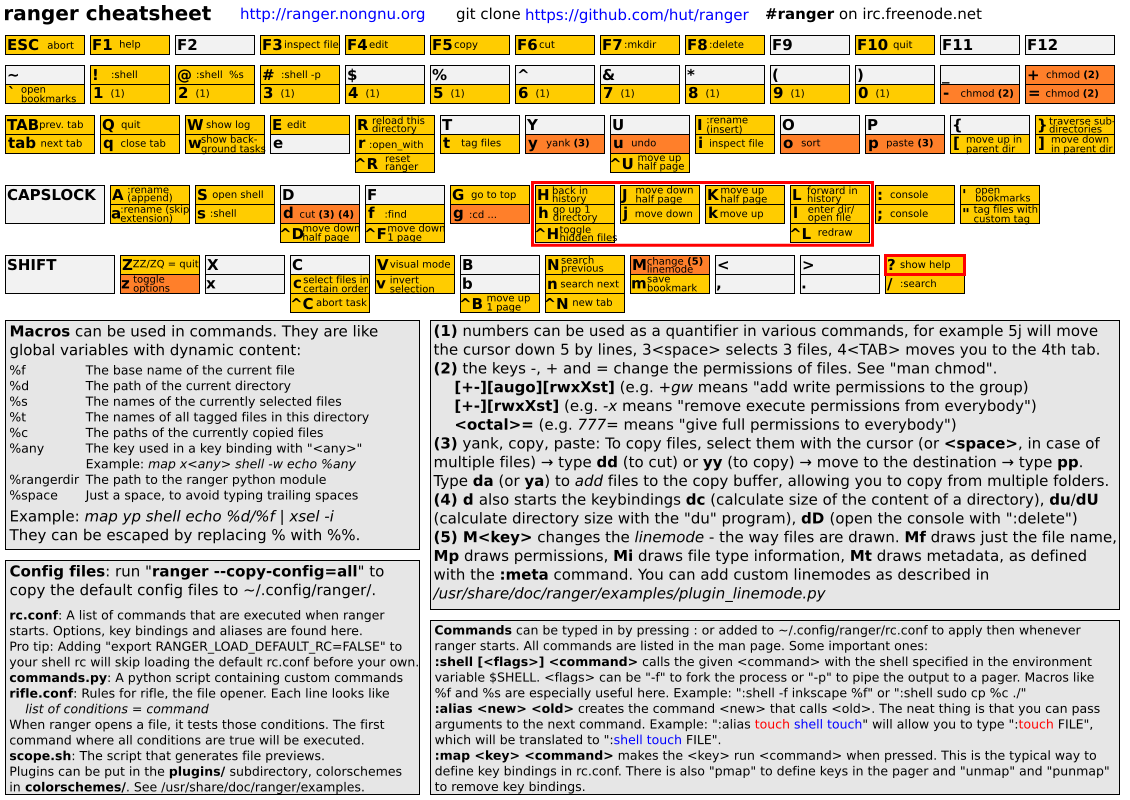 ranger cheatsheet http://ranger.nongnu.org git clone https://github.com/hut/ranger #ranger on irc.freenode.net
ESC abort F1 help F2 F3 inspect file F4 edit F5 copy F6 cut F7 :mkdir F8 :delete F9 F10 quit F11 F12
~ ! :shell @ :shell %s # :shell -p $ % ^ & * ( ) _ + chmod (2)
` open bookmarks 1 (1) 2 (1) 3 (1) 4 (1) 5 (1) 6 (1) 7 (1) 8 (1) 9 (1) 0 (1) - chmod (2) = chmod (2)
TAB prev. tab Q quit W show log E edit R reload this directory T Y U I :rename (insert) O P { } traverse sub-directories
tab next tab q close tab w show back-ground tasks e r :open_with t tag files y yank (3) u undo i inspect file o sort p paste (3) [ move up in parent dir ] move down in parent dir
^R reset ranger ^U move up half page
CAPSLOCK A :rename (append) S open shell D F G go to top H back in history J move down half page K move up half page L forward in history : console ' open bookmarks
a :rename (skip extension) s :shell d cut (3) (4) f :find g :cd ... h go up 1 directory j move down k move up l enter dir/ open file ; console " tag files with custom tag
^D move down half page ^F move down 1 page ^H toggle hidden files ^L redraw
SHIFT Z ZZ/ZQ = quit X C V visual mode B N search previous M change (5) linemode < > ? show help
z toggle options x c select files in certain order v invert selection b n search next m save bookmark , . / :search
^C abort task ^B move up 1 page ^N new tab
Macros can be used in commands. They are like
global variables with dynamic content:
%f The base name of the current file
%d The path of the current directory
%s The names of the currently selected files
%t The names of all tagged files in this directory
%c The paths of the currently copied files
%any The key used in a key binding with "<any>"
Example: map x<any> shell -w echo %any
%rangerdir The path to the ranger python module
%space Just a space, to avoid typing trailing spaces
Example: map yp shell echo %d/%f | xsel -i
They can be escaped by replacing % with %%.
Config files: run "ranger --copy-config=all" to
copy the default config files to ~/.config/ranger/.
rc.conf: A list of commands that are executed when ranger
starts. Options, key bindings and aliases are found here.
Pro tip: Adding "export RANGER_LOAD_DEFAULT_RC=FALSE" to
your shell rc will skip loading the default rc.conf before your own.
commands.py: A python script containing custom commands
rifle.conf: Rules for rifle, the file opener. Each line looks like
list of conditions = command
When ranger opens a file, it tests those conditions. The first
command where all conditions are true will be executed.
scope.sh: The script that generates file previews.
Plugins can be put in the plugins/ subdirectory, colorschemes
in colorschemes/. See /usr/share/doc/ranger/examples.
(1) numbers can be used as a quantifier in various commands, for example 5j will move
the cursor down 5 by lines, 3<space> selects 3 files, 4<TAB> moves you to the 4th tab.
(2) the keys -, + and = change the permissions of files. See "man chmod".
[+-][augo][rwxXst] (e.g. +gw means "add write permissions to the group)
[+-][rwxXst] (e.g. -x means "remove execute permissions from everybody")
<octal>= (e.g. 777= means "give full permissions to everybody")
(3) yank, copy, paste: To copy files, select them with the cursor (or <space>, in case of
multiple files) → type dd (to cut) or yy (to copy) → move to the destination → type pp.
Type da (or ya) to add files to the copy buffer, allowing you to copy from multiple folders.
(4) d also starts the keybindings dc (calculate size of the content of a directory), du/dU
(calculate directory size with the "du" program), dD (open the console with ":delete")
(5) M<key> changes the linemode - the way files are drawn. Mf draws just the file name,
Mp draws permissions, Mi draws file type information, Mt draws metadata, as defined
with the :meta command. You can add custom linemodes as described in
/usr/share/doc/ranger/examples/plugin_linemode.py
Commands can be typed in by pressing : or added to ~/.config/ranger/rc.conf to apply then whenever
ranger starts. All commands are listed in the man page. Some important ones:
:shell [<flags>] <command> calls the given <command> with the shell specified in the environment
variable $SHELL. <flags> can be "-f" to fork the process or "-p" to pipe the output to a pager. Macros like
%f and %s are especially useful here. Example: ":shell -f inkscape %f" or ":shell sudo cp %c ./"
:alias <new> <old> creates the command <new> that calls <old>. The neat thing is that you can pass
arguments to the next command. Example: ":alias touch shell touch" will allow you to type ":touch FILE",
which will be translated to ":shell touch FILE".
:map <key> <command> makes the <key> run <command> when pressed. This is the typical way to
define key bindings in rc.conf. There is also "pmap" to define keys in the pager and "unmap" and "punmap"
to remove key bindings.